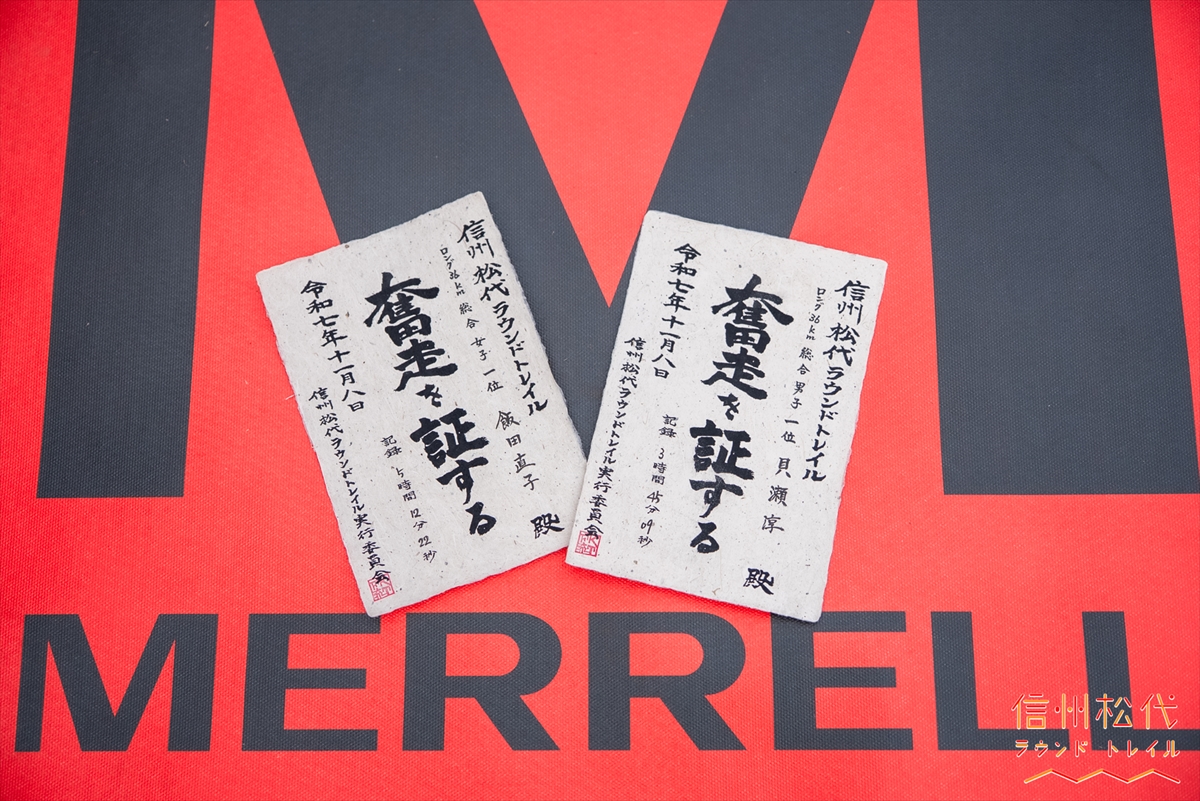 信州松代ラウンドトレイル
ロング36km 総合 女子 一位 飯田直子 殿
奮走を証する
記録 5時間12分22秒
令和七年十一月八日
信州松代ラウンドトレイル実行委員会
信州松代ラウンドトレイル
ロング36km 総合 男子 一位 貝瀬淳 殿
奮走を証する
記録 3時間45分09秒
令和七年十一月八日
信州松代ラウンドトレイル実行委員会
MERRELL
信州松代
ラウンド トレイル